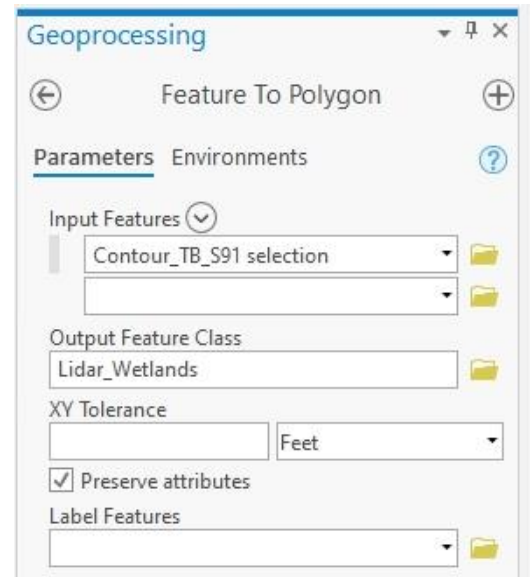 Geoprocessing
Feature To Polygon
Parameters Environments
Input Features
Contour_TB_S91 selection
Output Feature Class
Lidar_Wetlands
XY Tolerance
Feet
Preserve attributes
Label Features